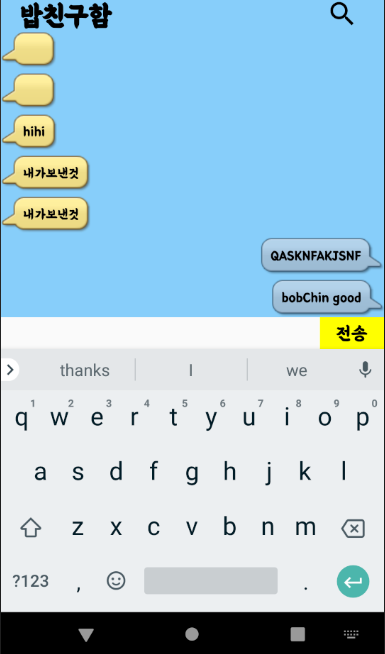 밥친구함
hihi
내가보낸것
내가보낸것
QASKNFAKJSNF
bobChin good
전송
thanks I we
1 2 3 4 5 6 7 8 9 0
q w e r t y u i o p
a s d f g h j k l
z x c v b n m
?123 , .